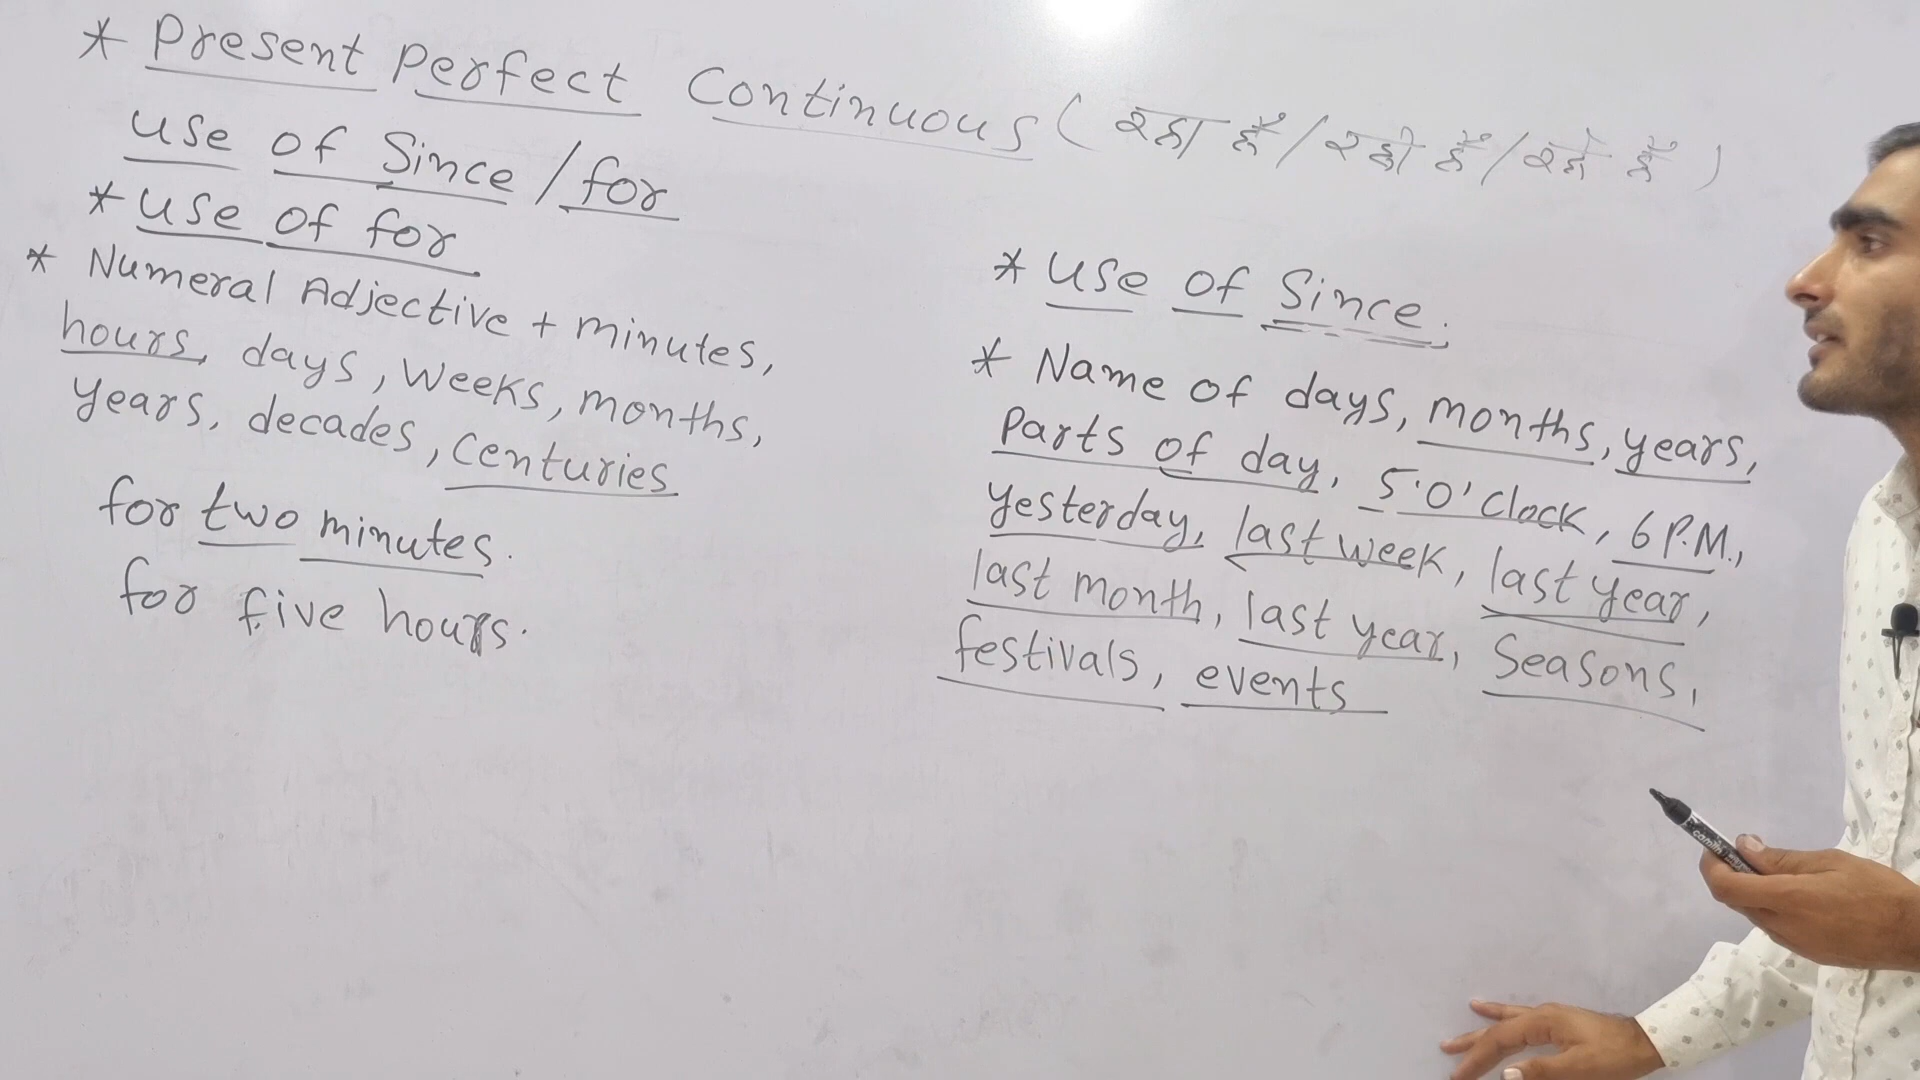 * Present Perfect Continuous ( रहा हूँ / रही हूँ / रहे हैं )
use of Since / for
* use of for
* Numeral Adjective + minutes,
hours, days, weeks, months,
years, decades, centuries
for two minutes.
for five hours.
* use of Since.
* Name of days, months, years,
Parts of day, 5'O'clock, 6 P.M.,
yesterday, last week, last year,
last month, last year, Seasons,
festivals, events
camlin